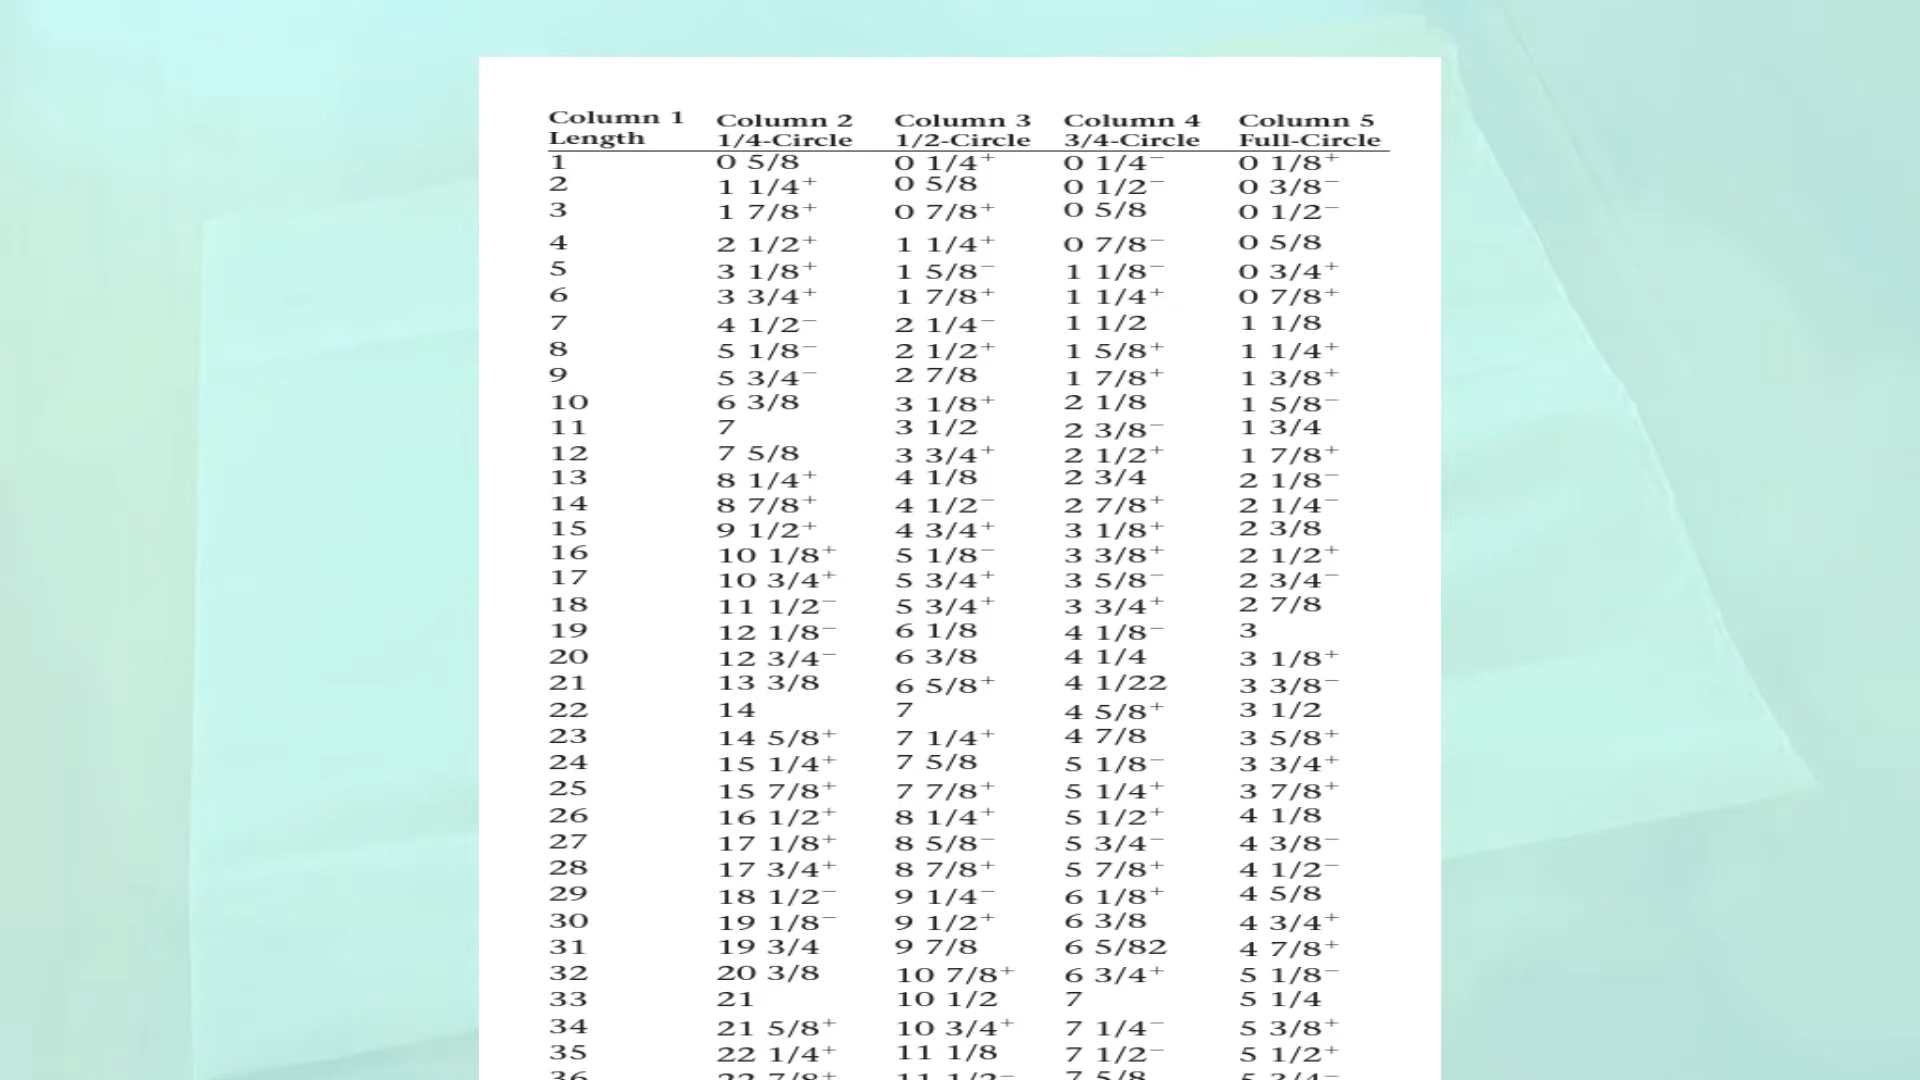 Column 1 Column 2 Column 3 Column 4 Column 5
Length 1/4-Circle 1/2-Circle 3/4-Circle Full-Circle
1 0 5/8 0 1/4+ 0 1/4− 0 1/8+
2 1 1/4+ 0 5/8 0 1/2− 0 3/8−
3 1 7/8+ 0 7/8+ 0 5/8 0 1/2−
4 2 1/2+ 1 1/4+ 0 7/8− 0 5/8
5 3 1/8+ 1 5/8− 1 1/8− 0 3/4+
6 3 3/4+ 1 7/8+ 1 1/4+ 0 7/8+
7 4 1/2− 2 1/4− 1 1/2 1 1/8
8 5 1/8− 2 1/2+ 1 5/8+ 1 1/4+
9 5 3/4− 2 7/8 1 7/8+ 1 3/8+
10 6 3/8 3 1/8+ 2 1/8 1 5/8−
11 7 3 1/2 2 3/8− 1 3/4
12 7 5/8 3 3/4+ 2 1/2+ 1 7/8+
13 8 1/4+ 4 1/8 2 3/4 2 1/8−
14 8 7/8+ 4 1/2− 2 7/8+ 2 1/4−
15 9 1/2+ 4 3/4+ 3 1/8+ 2 3/8
16 10 1/8+ 5 1/8− 3 3/8+ 2 1/2+
17 10 3/4+ 5 3/4+ 3 5/8− 2 3/4−
18 11 1/2− 5 3/4+ 3 3/4+ 2 7/8
19 12 1/8− 6 1/8 4 1/8− 3
20 12 3/4− 6 3/8 4 1/4 3 1/8+
21 13 3/8 6 5/8+ 4 1/22 3 3/8−
22 14 7 4 5/8+ 3 1/2
23 14 5/8+ 7 1/4+ 4 7/8 3 5/8+
24 15 1/4+ 7 5/8 5 1/8− 3 3/4+
25 15 7/8+ 7 7/8+ 5 1/4+ 3 7/8+
26 16 1/2+ 8 1/4+ 5 1/2+ 4 1/8
27 17 1/8+ 8 5/8− 5 3/4− 4 3/8−
28 17 3/4+ 8 7/8+ 5 7/8+ 4 1/2−
29 18 1/2− 9 1/4− 6 1/8+ 4 5/8
30 19 1/8− 9 1/2+ 6 3/8 4 3/4+
31 19 3/4 9 7/8 6 5/82 4 7/8+
32 20 3/8 10 7/8+ 6 3/4+ 5 1/8−
33 21 10 1/2 7 5 1/4
34 21 5/8+ 10 3/4+ 7 1/4− 5 3/8+
35 22 1/4+ 11 1/8 7 1/2− 5 1/2+